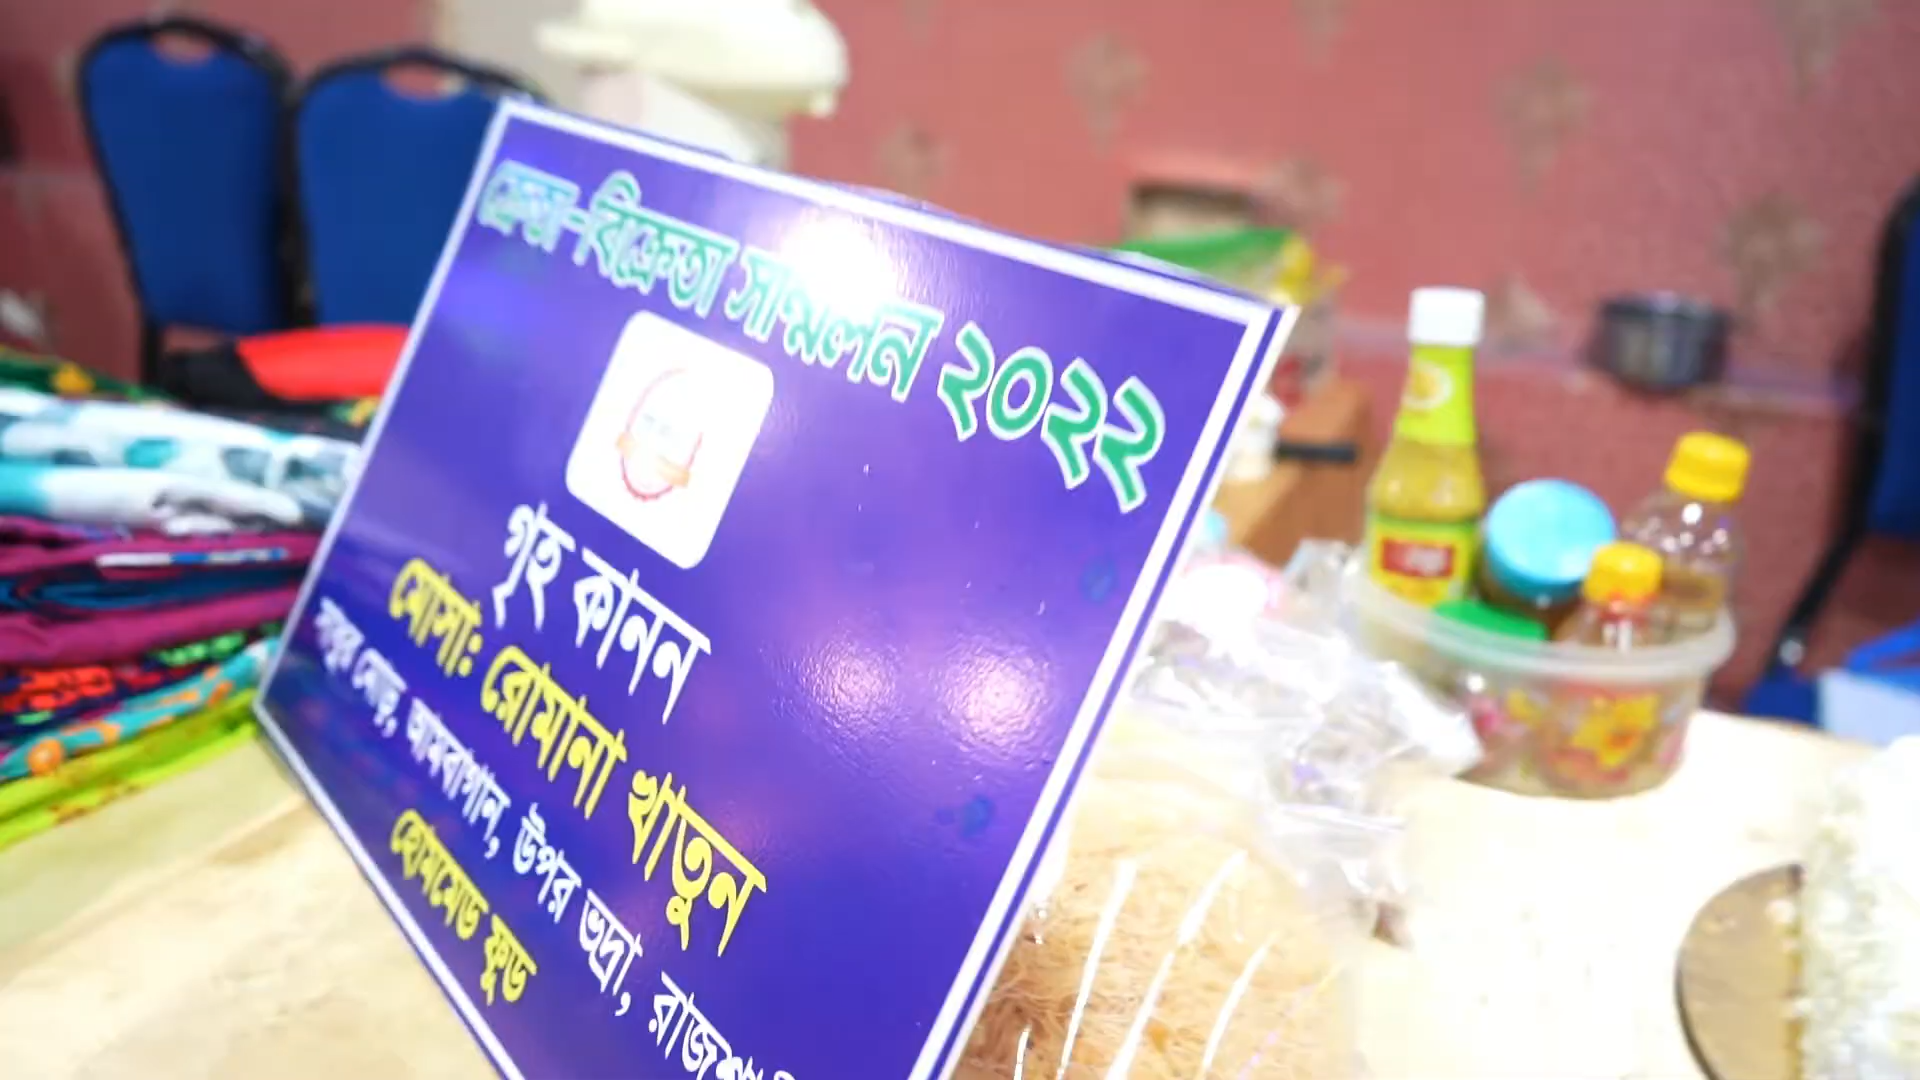 ক্রেতা-বিক্রেতা সম্মিলন ২০২২
গৃহ কানন
মোসা: রোমানা খাতুন
মোড়, আমবাগান, উপর ভদ্রা,
হোমমেড ফুড